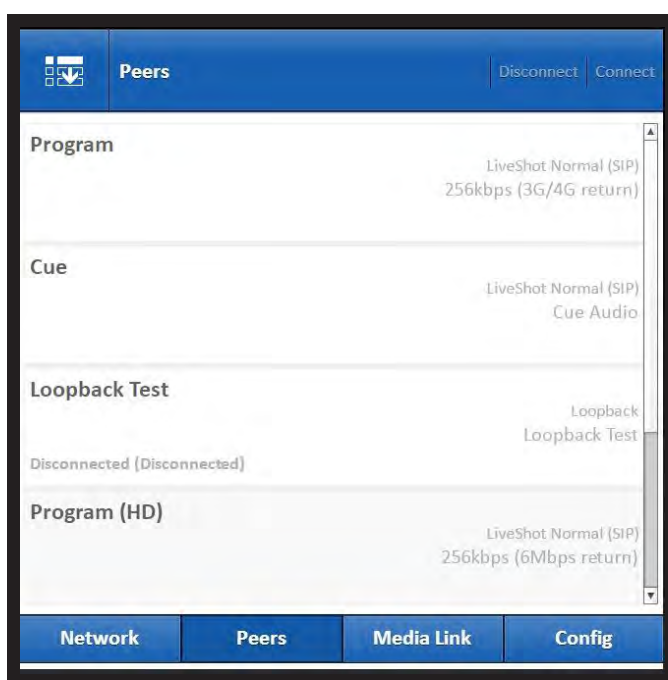 Peers
Disconnect Connect
Program
LiveShot Normal (SIP)
256kbps (3G/4G return)
Cue
LiveShot Normal (SIP)
Cue Audio
Loopback Test
Loopback
Loopback Test
Disconnected (Disconnected)
Program (HD)
LiveShot Normal (SIP)
256kbps (6Mbps return)
Network Peers Media Link Config